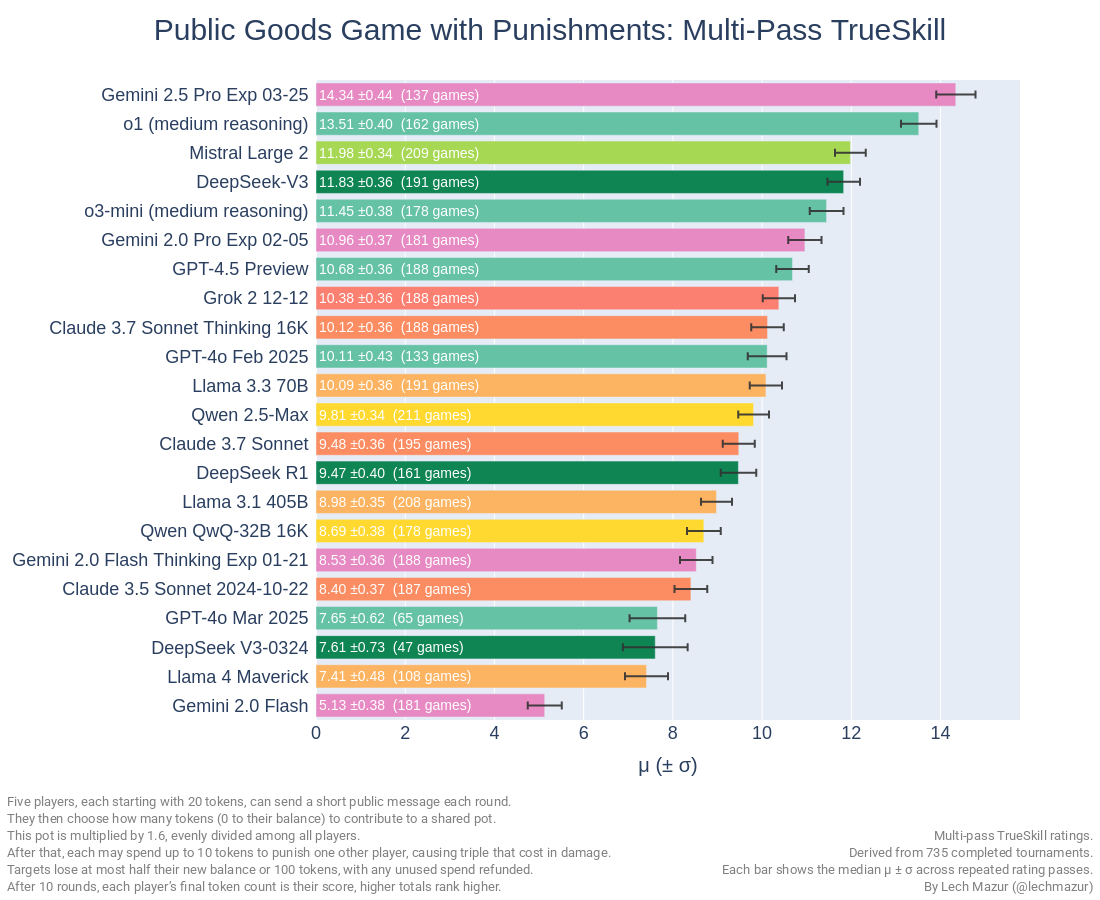 Public Goods Game with Punishments: Multi-Pass TrueSkill
Gemini 2.5 Pro Exp 03-25 14.34 ±0.44 (137 games)
o1 (medium reasoning) 13.51 ±0.40 (162 games)
Mistral Large 2 11.98 ±0.34 (209 games)
DeepSeek-V3 11.83 ±0.36 (191 games)
o3-mini (medium reasoning) 11.45 ±0.38 (178 games)
Gemini 2.0 Pro Exp 02-05 10.96 ±0.37 (181 games)
GPT-4.5 Preview 10.68 ±0.36 (188 games)
Grok 2 12-12 10.38 ±0.36 (188 games)
Claude 3.7 Sonnet Thinking 16K 10.12 ±0.36 (188 games)
GPT-4o Feb 2025 10.11 ±0.43 (133 games)
Llama 3.3 70B 10.09 ±0.36 (191 games)
Qwen 2.5-Max 9.81 ±0.34 (211 games)
Claude 3.7 Sonnet 9.48 ±0.36 (195 games)
DeepSeek R1 9.47 ±0.40 (161 games)
Llama 3.1 405B 8.98 ±0.35 (208 games)
Qwen QwQ-32B 16K 8.69 ±0.38 (178 games)
Gemini 2.0 Flash Thinking Exp 01-21 8.53 ±0.36 (188 games)
Claude 3.5 Sonnet 2024-10-22 8.40 ±0.37 (187 games)
GPT-4o Mar 2025 7.65 ±0.62 (65 games)
DeepSeek V3-0324 7.61 ±0.73 (47 games)
Llama 4 Maverick 7.41 ±0.48 (108 games)
Gemini 2.0 Flash 5.13 ±0.38 (181 games)
0 2 4 6 8 10 12 14
μ (± σ)
Five players, each starting with 20 tokens, can send a short public message each round.
They then choose how many tokens (0 to their balance) to contribute to a shared pot.
This pot is multiplied by 1.6, evenly divided among all players.
After that, each may spend up to 10 tokens to punish one other player, causing triple that cost in damage.
Targets lose at most half their new balance or 100 tokens, with any unused spend refunded.
After 10 rounds, each player's final token count is their score, higher totals rank higher.
Multi-pass TrueSkill ratings.
Derived from 735 completed tournaments.
Each bar shows the median μ ± σ across repeated rating passes.
By Lech Mazur (@lechmazur)